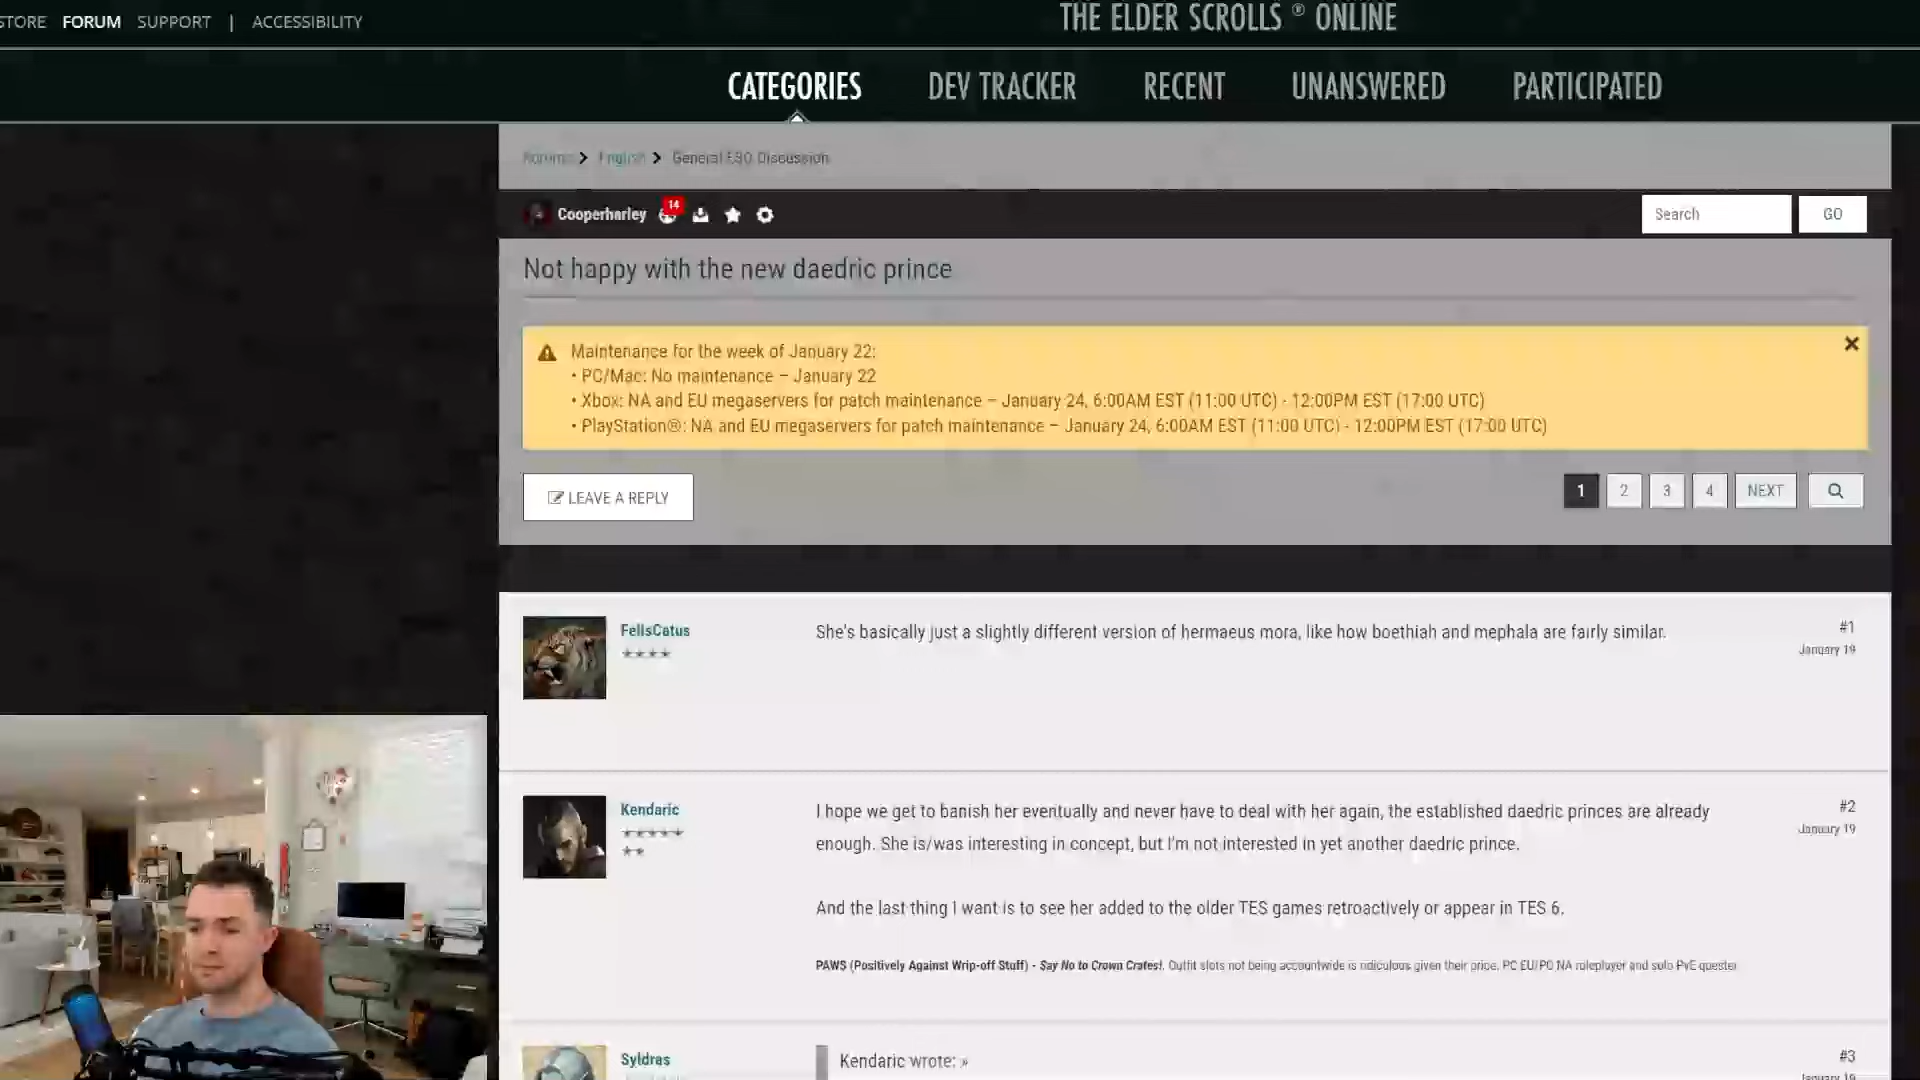 STORE FORUM SUPPORT | ACCESSIBILITY
THE ELDER SCROLLS ® ONLINE
CATEGORIES DEV TRACKER RECENT UNANSWERED PARTICIPATED
Forums > English > General ESO Discussion
Cooperharley 14
Search GO
Not happy with the new daedric prince
Maintenance for the week of January 22:
• PC/Mac: No maintenance – January 22
• Xbox: NA and EU megaservers for patch maintenance – January 24, 6:00AM EST (11:00 UTC) - 12:00PM EST (17:00 UTC)
• PlayStation®: NA and EU megaservers for patch maintenance – January 24, 6:00AM EST (11:00 UTC) - 12:00PM EST (17:00 UTC)
LEAVE A REPLY
1 2 3 4 NEXT
FelisCatus
She's basically just a slightly different version of hermaeus mora, like how boethiah and mephala are fairly similar.
#1
January 19
Kendaric
I hope we get to banish her eventually and never have to deal with her again, the established daedric princes are already
enough. She is/was interesting in concept, but I'm not interested in yet another daedric prince.
And the last thing I want is to see her added to the older TES games retroactively or appear in TES 6.
PAWS (Positively Against Wrip-off Stuff) - Say No to Crown Crates!. Outfit slots not being accountwide is ridiculous given their price. PC EU/PC NA roleplayer and solo PvE quester
#2
January 19
Syldras
Kendaric wrote: »
#3
January 19